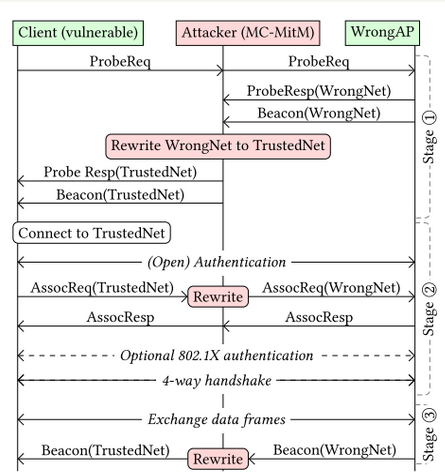 Client (vulnerable) Attacker (MC-MitM) WrongAP
ProbeReq ProbeReq
ProbeResp(WrongNet)
Beacon(WrongNet)
Rewrite WrongNet to TrustedNet
Probe Resp(TrustedNet)
Beacon(TrustedNet)
Stage ①
Connect to TrustedNet
(Open) Authentication
AssocReq(TrustedNet) Rewrite AssocReq(WrongNet)
AssocResp AssocResp
Optional 802.1X authentication
4-way handshake
Stage ②
Exchange data frames
Beacon(TrustedNet) Rewrite Beacon(WrongNet)
Stage ③